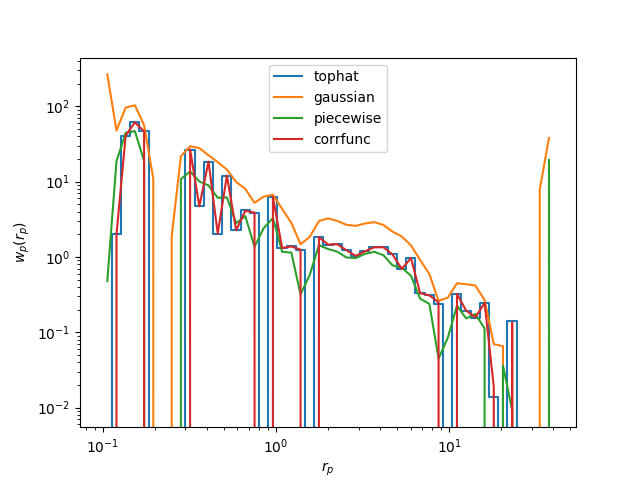 tophat
gaussian
piecewise
corrfunc
10²
10¹
10⁰
10⁻¹
10⁻²
w_p(r_p)
10⁻¹ 10⁰ 10¹
r_p